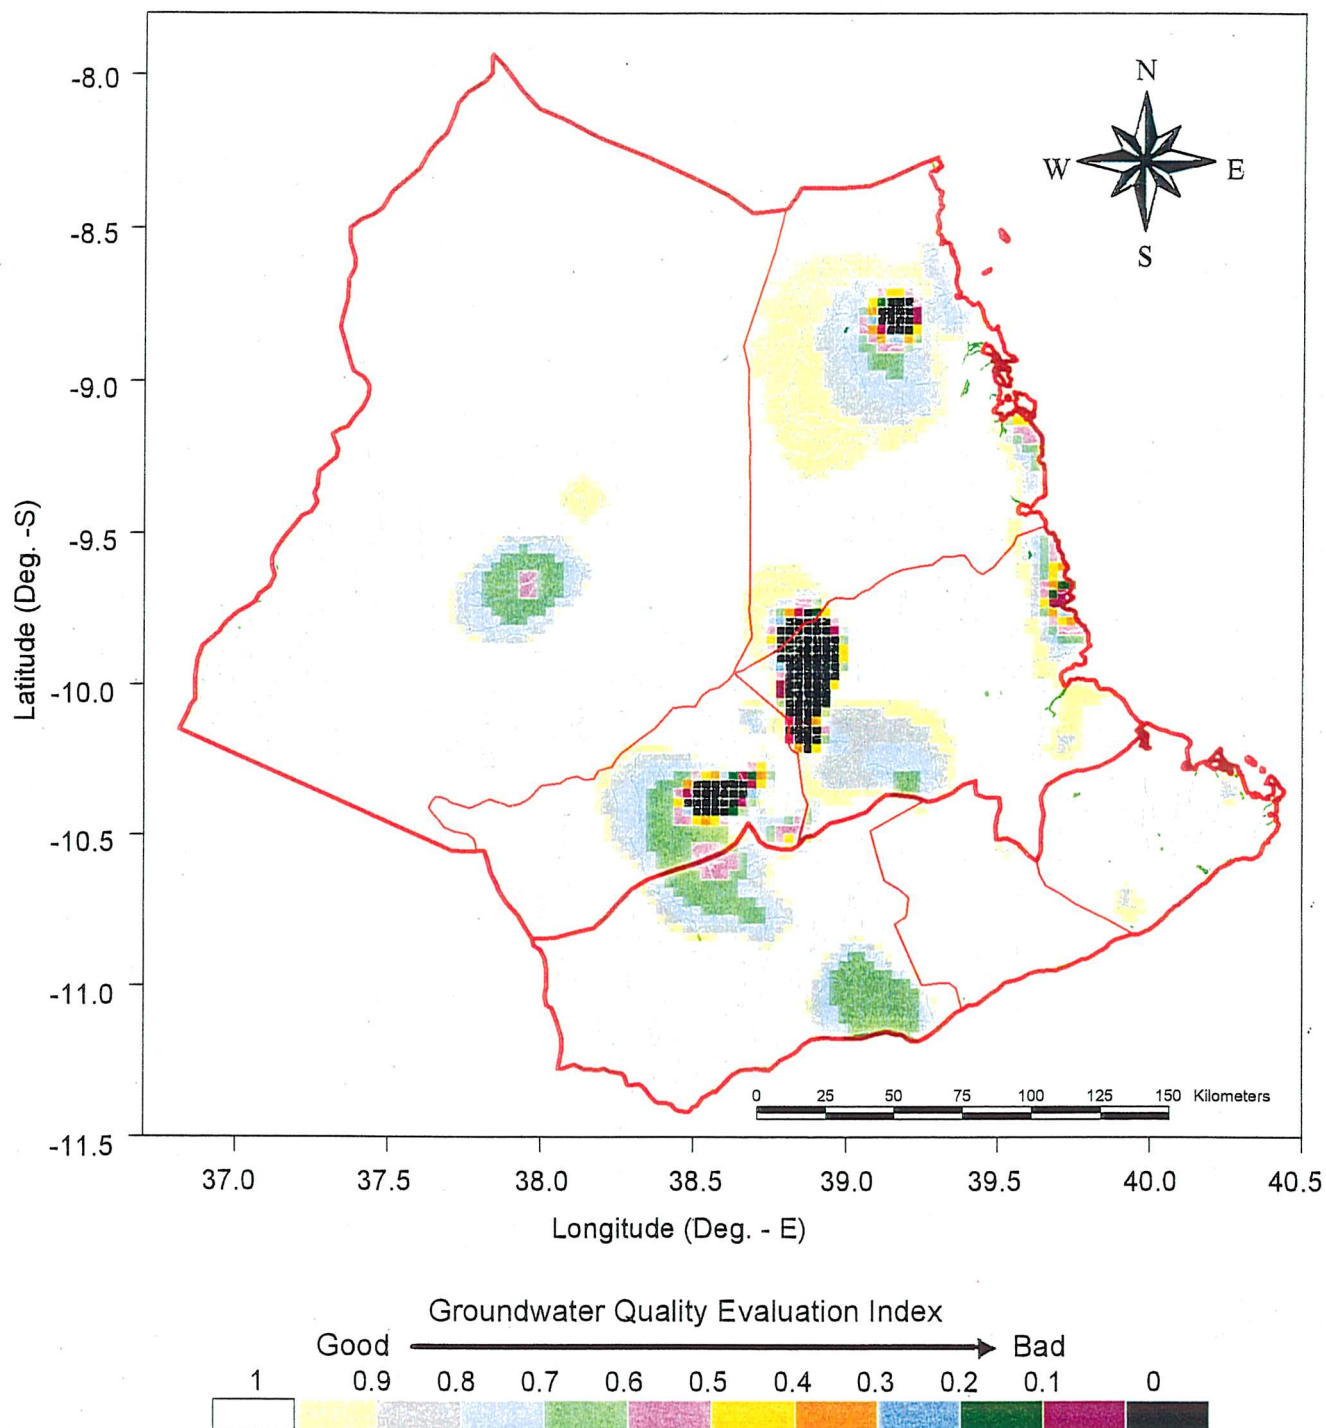 N
W E
S
-8.0
-8.5
-9.0
-9.5
-10.0
-10.5
-11.0
-11.5
Latitude (Deg. -S)
0 25 50 75 100 125 150 Kilometers
37.0 37.5 38.0 38.5 39.0 39.5 40.0 40.5
Longitude (Deg. - E)
Groundwater Quality Evaluation Index
Good Bad
1 0.9 0.8 0.7 0.6 0.5 0.4 0.3 0.2 0.1 0